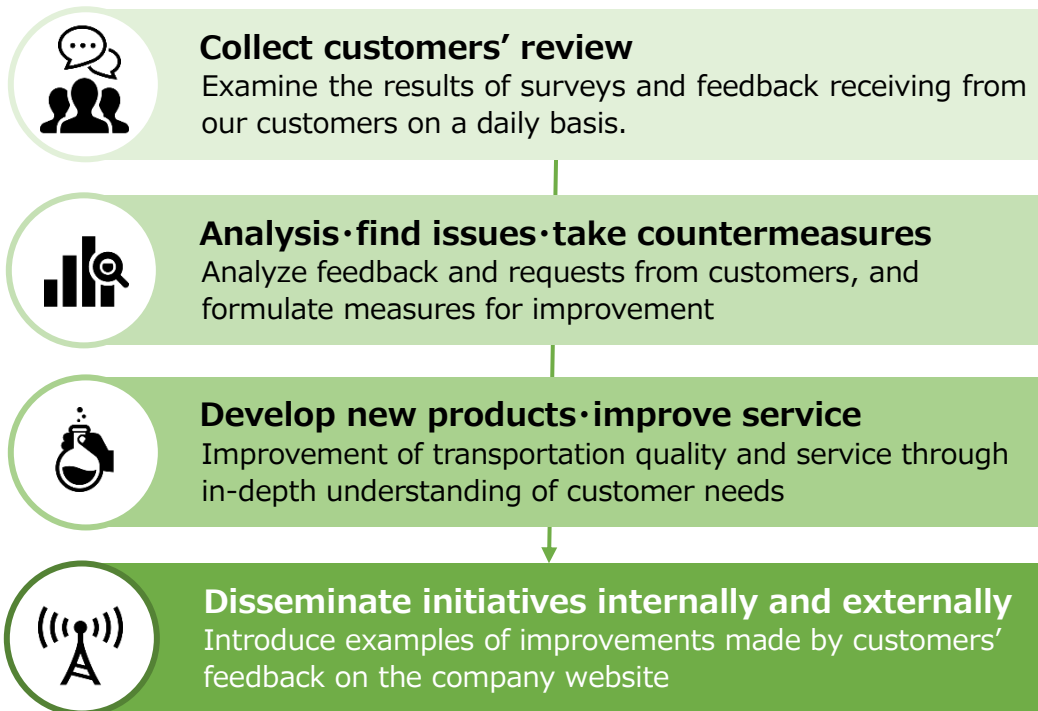 Collect customers’ review
Examine the results of surveys and feedback receiving from
our customers on a daily basis.
Analysis・find issues・take countermeasures
Analyze feedback and requests from customers, and
formulate measures for improvement
Develop new products・improve service
Improvement of transportation quality and service through
in-depth understanding of customer needs
Disseminate initiatives internally and externally
Introduce examples of improvements made by customers’
feedback on the company website